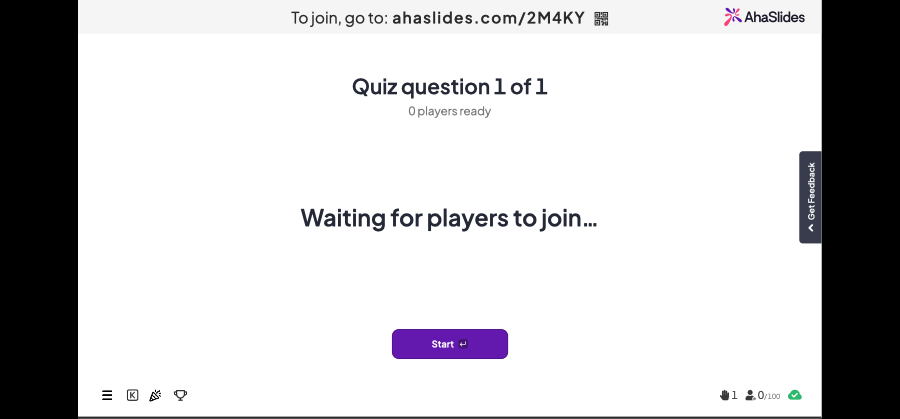 To join, go to: ahaslides.com/2M4KY
AhaSlides
Quiz question 1 of 1
0 players ready
Get Feedback
Waiting for players to join...
Start
K
1
0/100